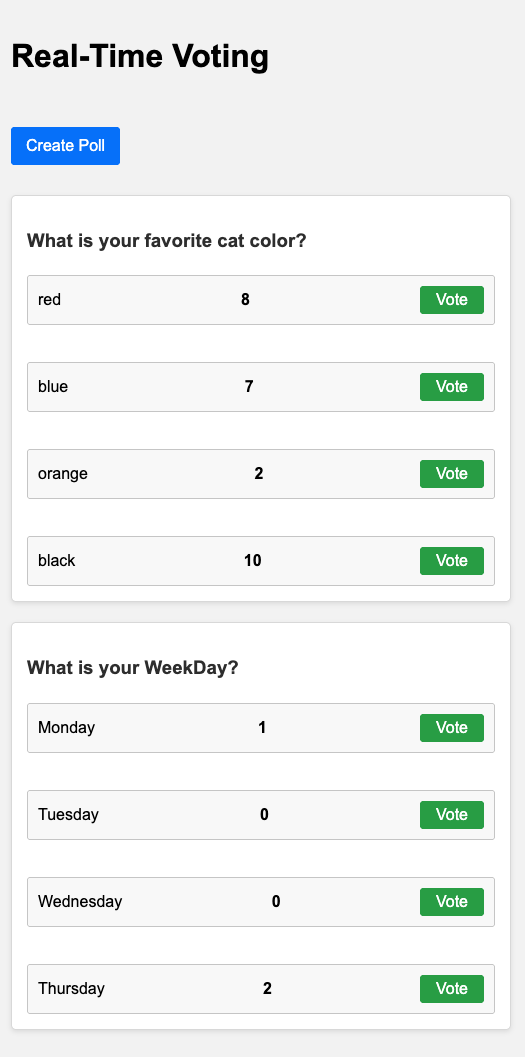 Real-Time Voting
Create Poll
What is your favorite cat color?
red 8 Vote
blue 7 Vote
orange 2 Vote
black 10 Vote
What is your WeekDay?
Monday 1 Vote
Tuesday 0 Vote
Wednesday 0 Vote
Thursday 2 Vote